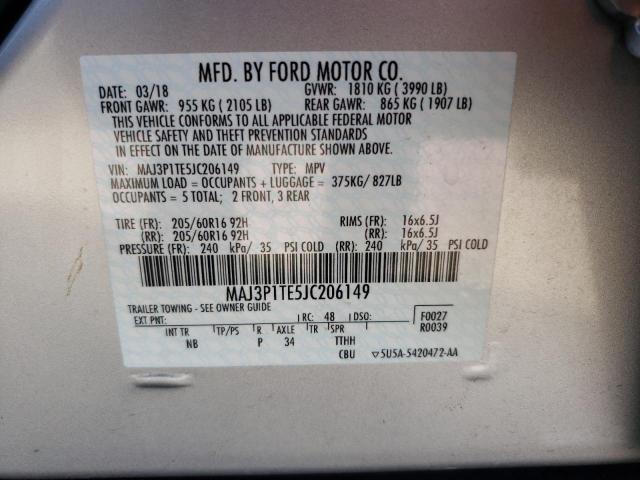 MFD. BY FORD MOTOR CO.
DATE: 03/18 GVWR: 1810 KG ( 3990 LB)
FRONT GAWR: 955 KG ( 2105 LB) REAR GAWR: 865 KG ( 1907 LB)
THIS VEHICLE CONFORMS TO ALL APPLICABLE FEDERAL MOTOR
VEHICLE SAFETY AND THEFT PREVENTION STANDARDS
IN EFFECT ON THE DATE OF MANUFACTURE SHOWN ABOVE.
VIN: MAJ3P1TE5JC206149 TYPE: MPV
MAXIMUM LOAD = OCCUPANTS + LUGGAGE = 375KG/ 827LB
OCCUPANTS = 5 TOTAL; 2 FRONT, 3 REAR
TIRE (FR): 205/60R16 92H RIMS (FR): 16x6.5J
(RR): 205/60R16 92H (RR): 16x6.5J
PRESSURE (FR): 240 kPa/ 35 PSI COLD (RR): 240 kPa/ 35 PSI COLD
MAJ3P1TE5JC206149
TRAILER TOWING - SEE OWNER GUIDE
EXT PNT: RC: 48 DSO: F0027
R0039
INT TR TP/PS R AXLE TR SPR
NB P 34 TTHH
CBU 5U5A-5420472-AA